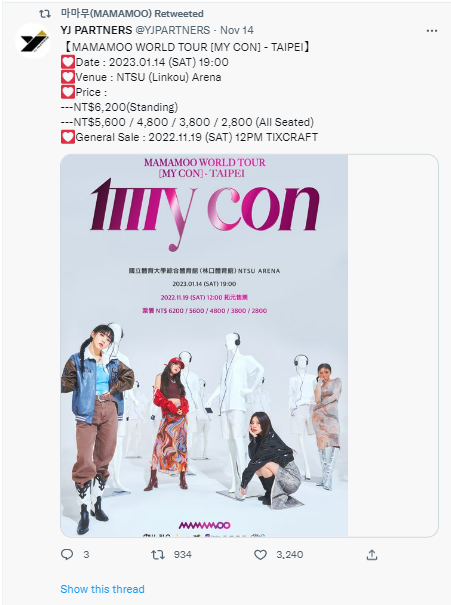 마마무(MAMAMOO) Retweeted
YJ PARTNERS @YJPARTNERS · Nov 14 ...
【MAMAMOO WORLD TOUR [MY CON] - TAIPEI】
Date : 2023.01.14 (SAT) 19:00
Venue : NTSU (Linkou) Arena
Price :
---NT$6,200(Standing)
---NT$5,600 / 4,800 / 3,800 / 2,800 (All Seated)
General Sale : 2022.11.19 (SAT) 12PM TIXCRAFT
MAMAMOO WORLD TOUR
[MY CON] - TAIPEI
my con
國立體育大學綜合體育館 (林口體育館) NTSU ARENA
2023.01.14 (SAT) 19:00
2022.11.19 (SAT) 12:00 拓元售票
票價 NT$ 6200 / 5600 / 4800 / 3800 / 2800
MAMAMOO
3 934 3,240
Show this thread